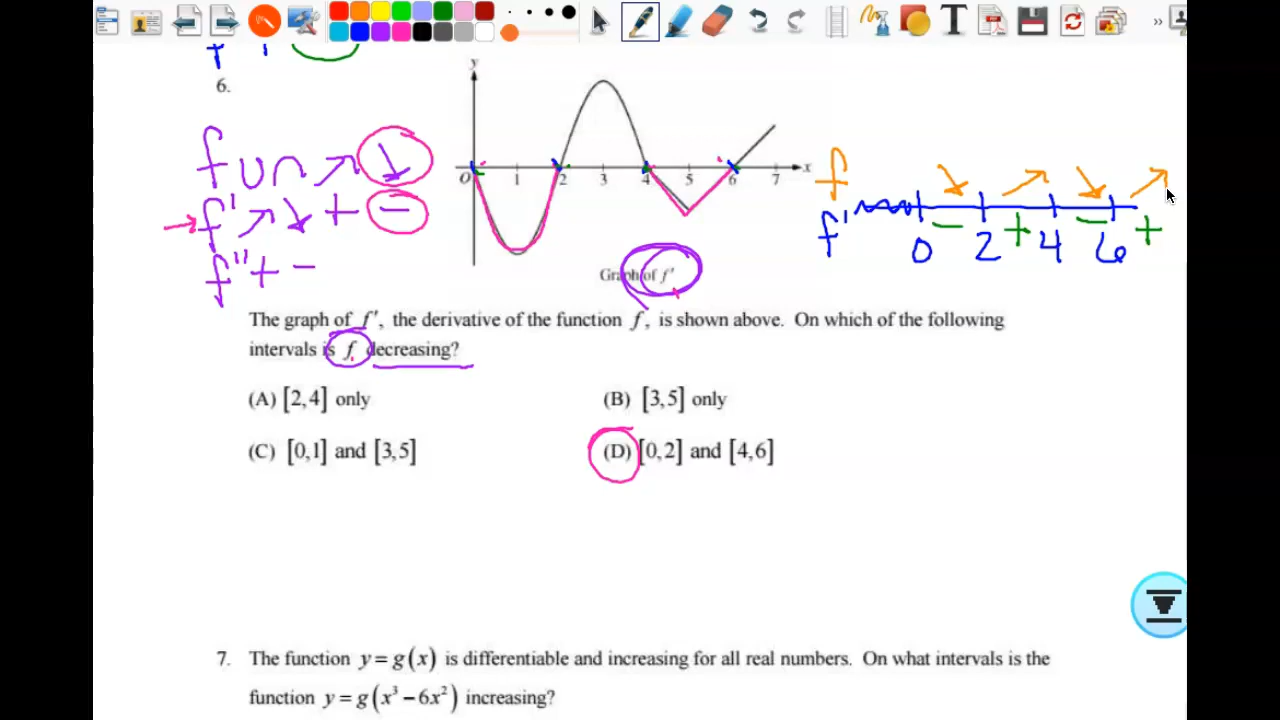 6.
y
f ∪ ∩ ↗ ↘
f' ↗ ↘ + −
f'' + −
O 1 2 3 4 5 6 7 x
Graph of f'
f ↘ ↗ ↘ ↗
f' − + − +
0 2 4 6
The graph of f', the derivative of the function f, is shown above. On which of the following
intervals is f decreasing?
(A) [2,4] only (B) [3,5] only
(C) [0,1] and [3,5] (D) [0,2] and [4,6]
7. The function y = g(x) is differentiable and increasing for all real numbers. On what intervals is the
function y = g(x³ − 6x²) increasing?